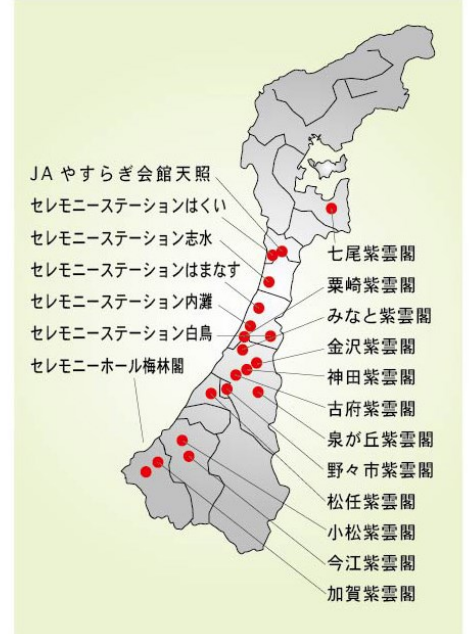 JA やすらぎ会館天照
セレモニーステーションはくい
セレモニーステーション志水
セレモニーステーションはまなす
セレモニーステーション内灘
セレモニーステーション白鳥
セレモニーホール梅林閣
七尾紫雲閣
粟崎紫雲閣
みなと紫雲閣
金沢紫雲閣
神田紫雲閣
古府紫雲閣
泉が丘紫雲閣
野々市紫雲閣
松任紫雲閣
小松紫雲閣
今江紫雲閣
加賀紫雲閣